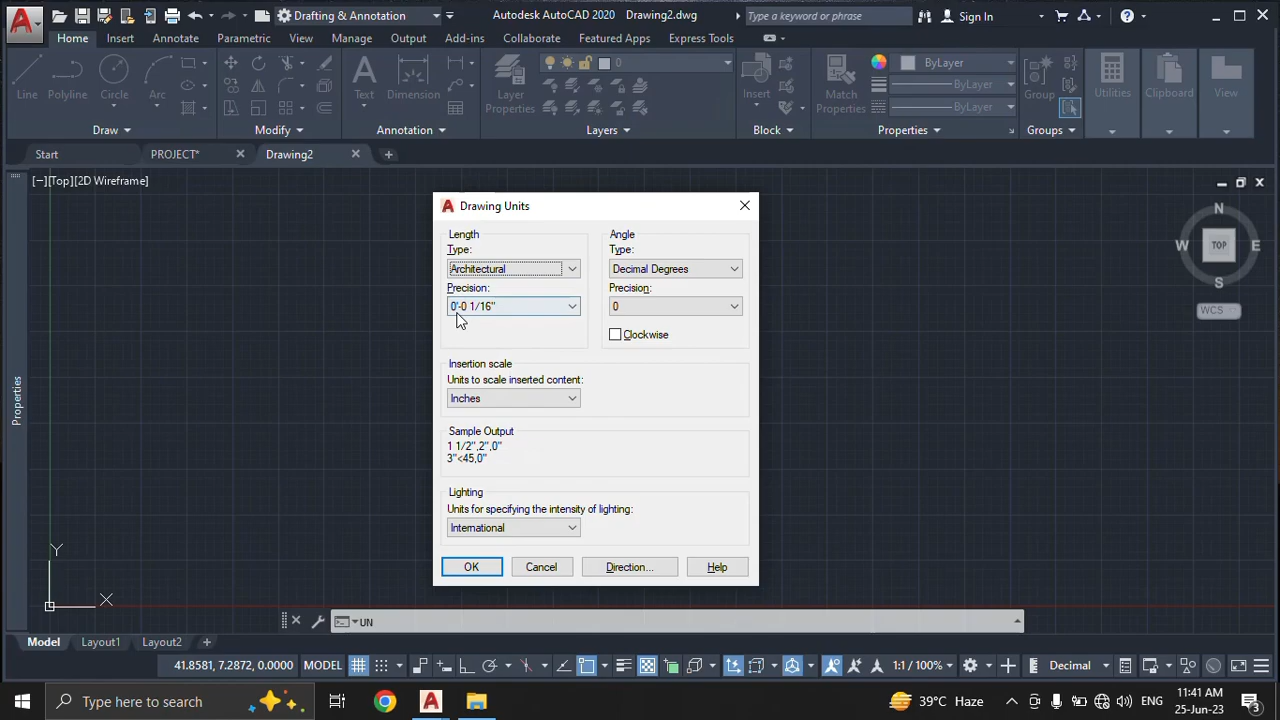 Drafting & Annotation
Autodesk AutoCAD 2020 Drawing2.dwg
Type a keyword or phrase
Sign In
Home Insert Annotate Parametric View Manage Output Add-ins Collaborate Featured Apps Express Tools
0
ByLayer
ByLayer
ByLayer
Line Polyline Circle Arc
Text Dimension
Layer Properties
Insert
Match Properties
Group
Utilities
Clipboard
View
Draw Modify Annotation Layers Block Properties Groups
Start PROJECT* Drawing2
[−][Top][2D Wireframe]
N
W TOP E
S
WCS
Properties
Drawing Units
Length
Type:
Architectural
Precision:
0'-0 1/16"
Angle
Type:
Decimal Degrees
Precision:
0
Clockwise
Insertion scale
Units to scale inserted content:
Inches
Sample Output
1 1/2",2",0"
3"<45,0"
Lighting
Units for specifying the intensity of lighting:
International
OK Cancel Direction... Help
Y
X
UN
Model Layout1 Layout2
41.8581, 7.2872, 0.0000 MODEL 1:1 / 100% Decimal
Type here to search
39°C Haze
ENG
11:41 AM
25-Jun-23
3